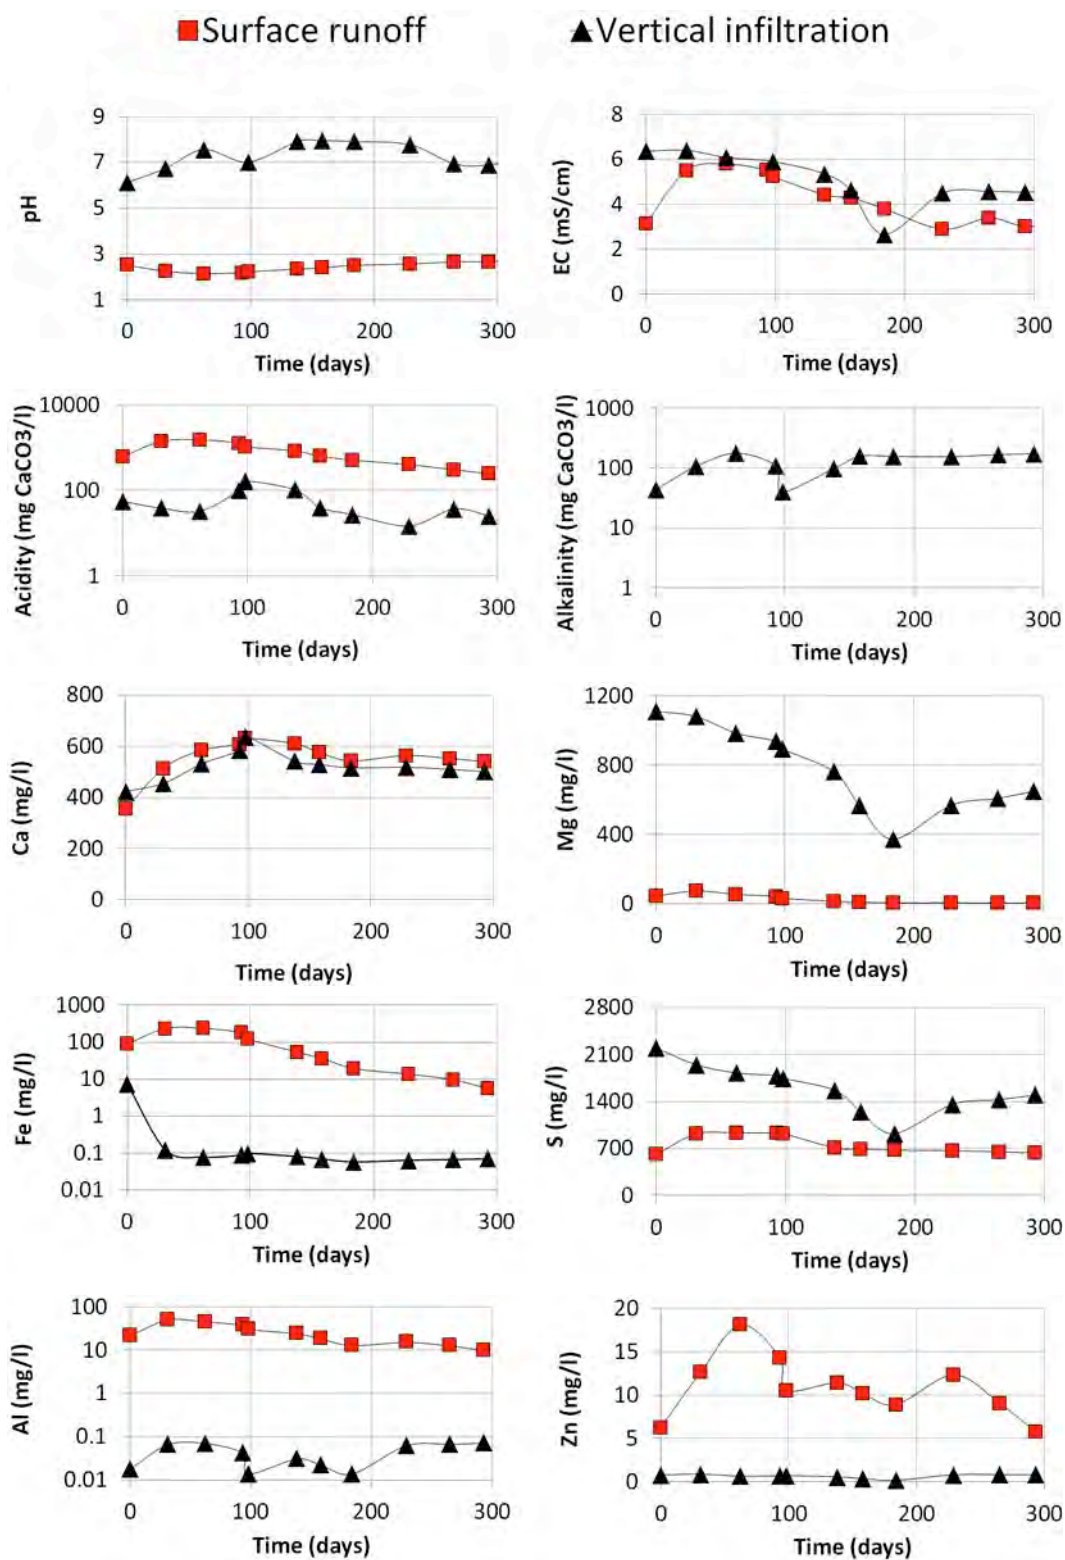 Surface runoff Vertical infiltration
pH
9
7
5
3
1
0 100 200 300
Time (days)
EC (mS/cm)
8
6
4
2
0
0 100 200 300
Time (days)
Acidity (mg CaCO3/l)
10000
100
1
0 100 200 300
Time (days)
Alkalinity (mg CaCO3/l)
1000
100
10
1
0 100 200 300
Time (days)
Ca (mg/l)
800
600
400
200
0
0 100 200 300
Time (days)
Mg (mg/l)
1200
800
400
0
0 100 200 300
Time (days)
Fe (mg/l)
1000
100
10
1
0.1
0.01
0 100 200 300
Time (days)
S (mg/l)
2800
2100
1400
700
0
0 100 200 300
Time (days)
Al (mg/l)
100
10
1
0.1
0.01
0 100 200 300
Time (days)
Zn (mg/l)
20
15
10
5
0
0 100 200 300
Time (days)